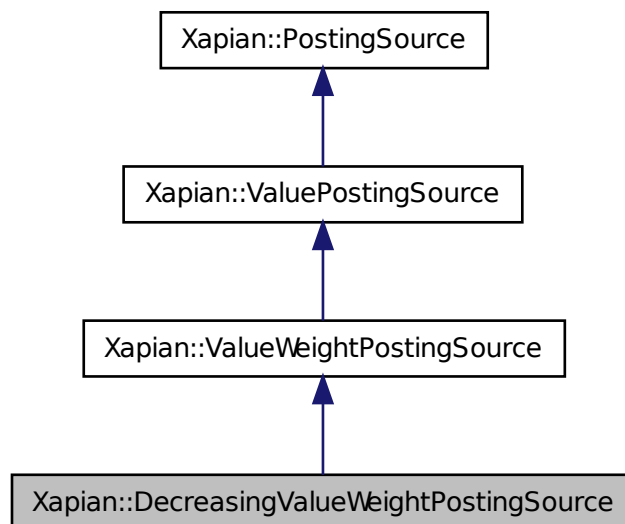 Xapian::PostingSource
Xapian::ValuePostingSource
Xapian::ValueWeightPostingSource
Xapian::DecreasingValueWeightPostingSource